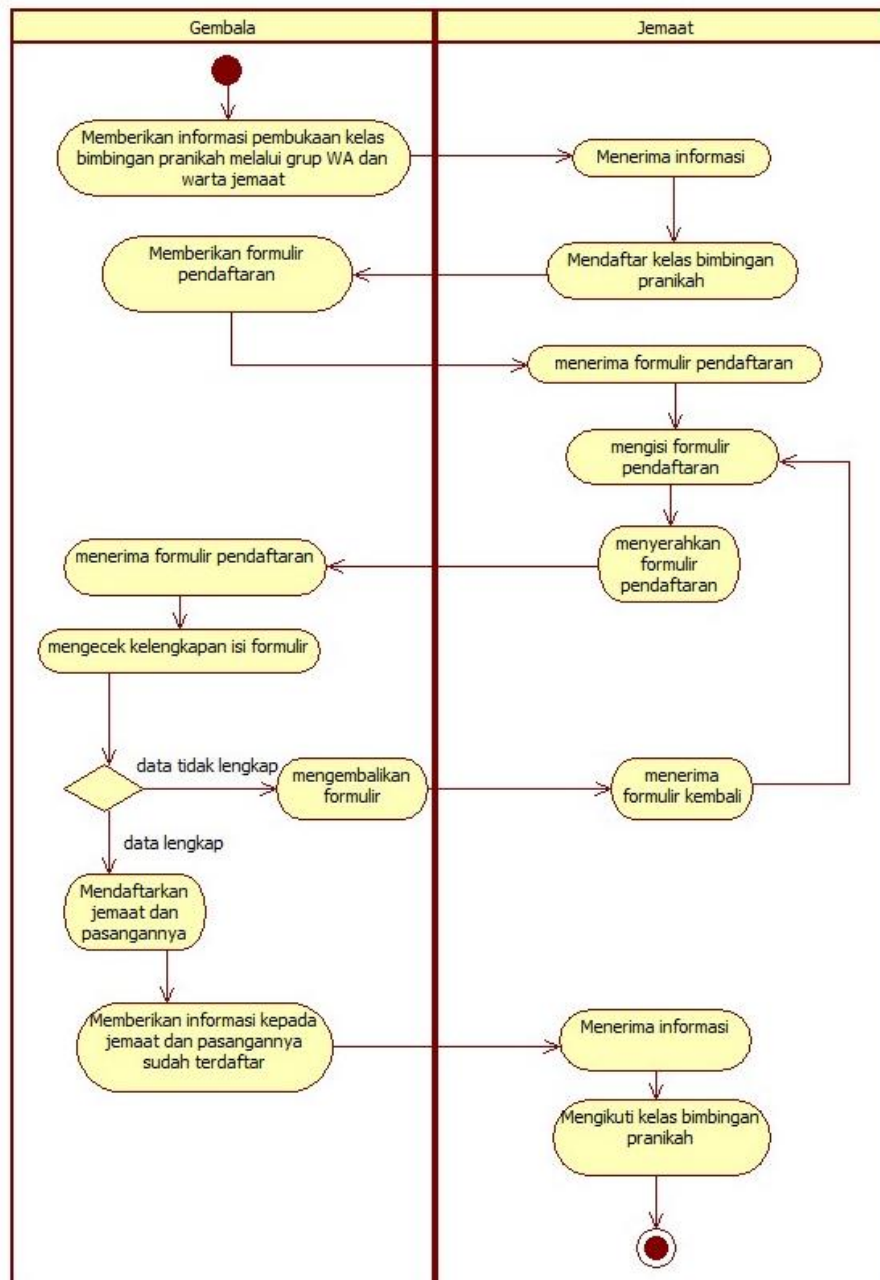 Gembala
Jemaat
Memberikan informasi pembukaan kelas
bimbingan pranikah melalui grup WA dan
warta jemaat
Menerima informasi
Mendaftar kelas bimbingan
pranikah
Memberikan formulir
pendaftaran
menerima formulir pendaftaran
mengisi formulir
pendaftaran
menyerahkan
formulir
pendaftaran
menerima formulir pendaftaran
mengecek kelengkapan isi formulir
data tidak lengkap
mengembalikan
formulir
menerima
formulir kembali
data lengkap
Mendaftarkan
jemaat dan
pasangannya
Memberikan informasi kepada
jemaat dan pasangannya
sudah terdaftar
Menerima informasi
Mengikuti kelas bimbingan
pranikah